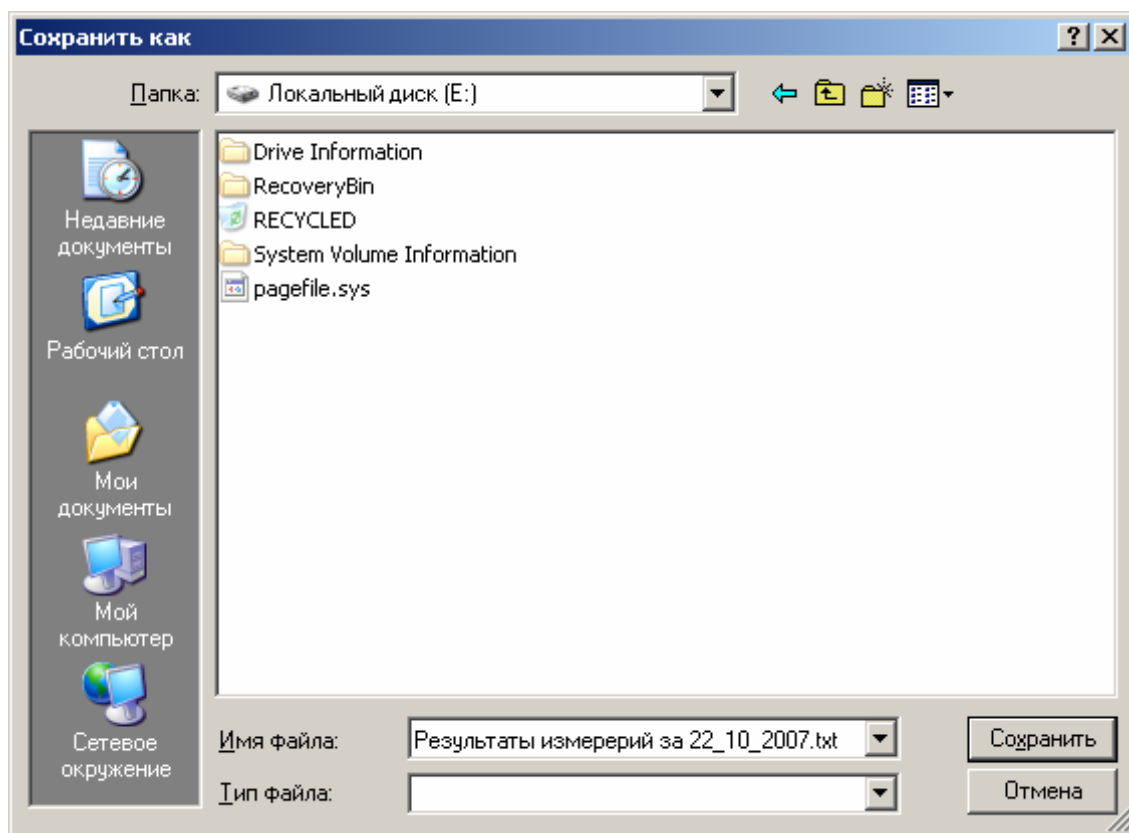 Сохранить как
Папка: Локальный диск (E:)
Недавние
документы
Рабочий стол
Мои
документы
Мой
компьютер
Сетевое
окружение
Drive Information
RecoveryBin
RECYCLED
System Volume Information
pagefile.sys
Имя файла: Результаты измерерий за 22_10_2007.txt Сохранить
Тип файла: Отмена